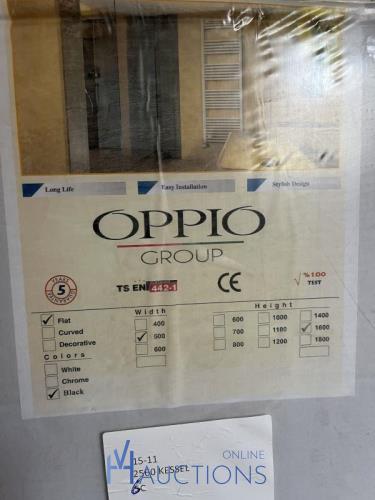 Long Life
Easy Installation
Stylish Design
OPPIO
GROUP
5 YEARS GUARANTEE
TS EN 442-1
CE
√ %100
TEST
Width
Height
✓ Flat
Curved
Decorative
400
✓ 500
600
600
700
800
1000
1100
1200
1400
✓ 1600
1800
Colors
White
Chrome
✓ Black
15-11
2500 KESSEL
6C
HV ONLINE
AUCTIONS